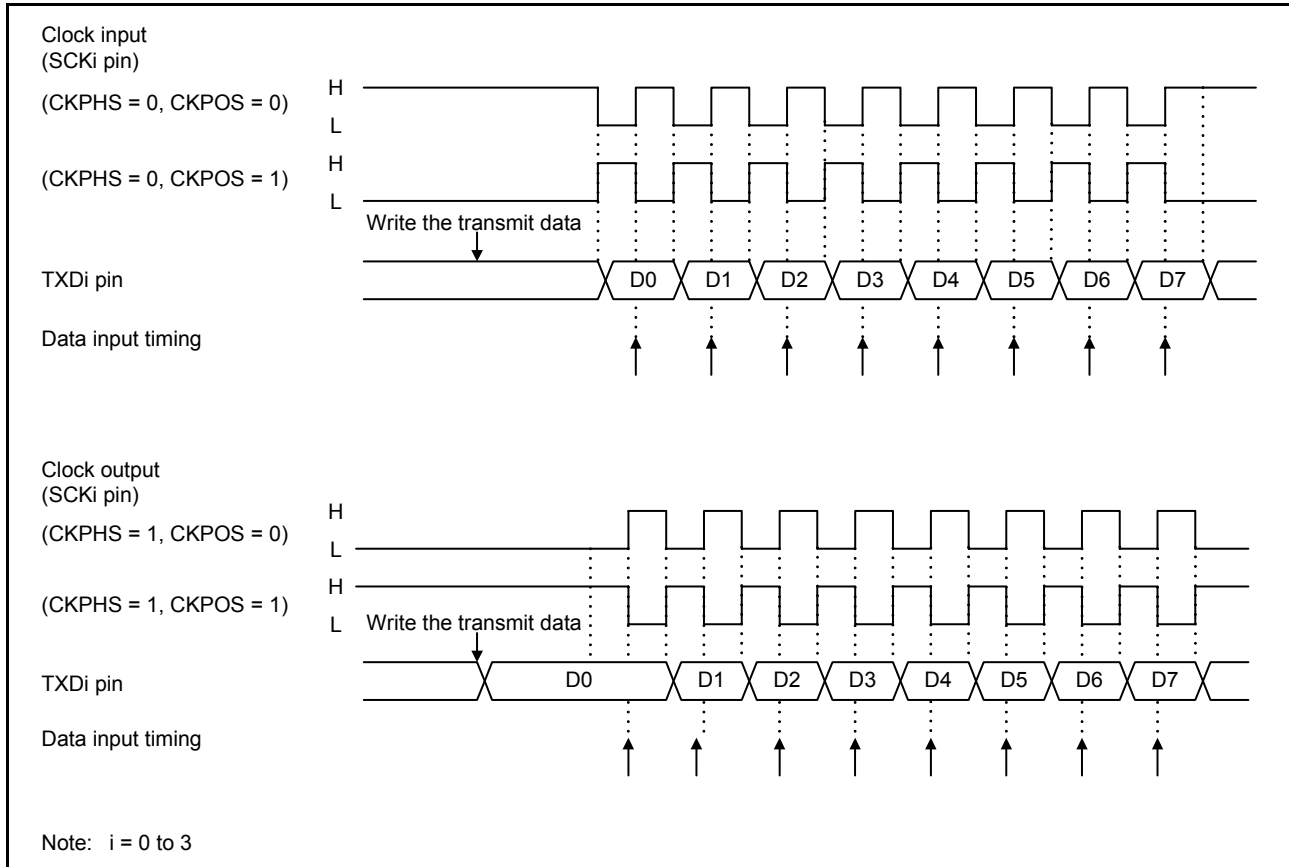 Clock input
(SCKi pin)
(CKPHS = 0, CKPOS = 0)
H
L
(CKPHS = 0, CKPOS = 1)
H
L
Write the transmit data
TXDi pin
D0 D1 D2 D3 D4 D5 D6 D7
Data input timing
Clock output
(SCKi pin)
(CKPHS = 1, CKPOS = 0)
H
L
(CKPHS = 1, CKPOS = 1)
H
L
Write the transmit data
TXDi pin
D0 D1 D2 D3 D4 D5 D6 D7
Data input timing
Note: i = 0 to 3